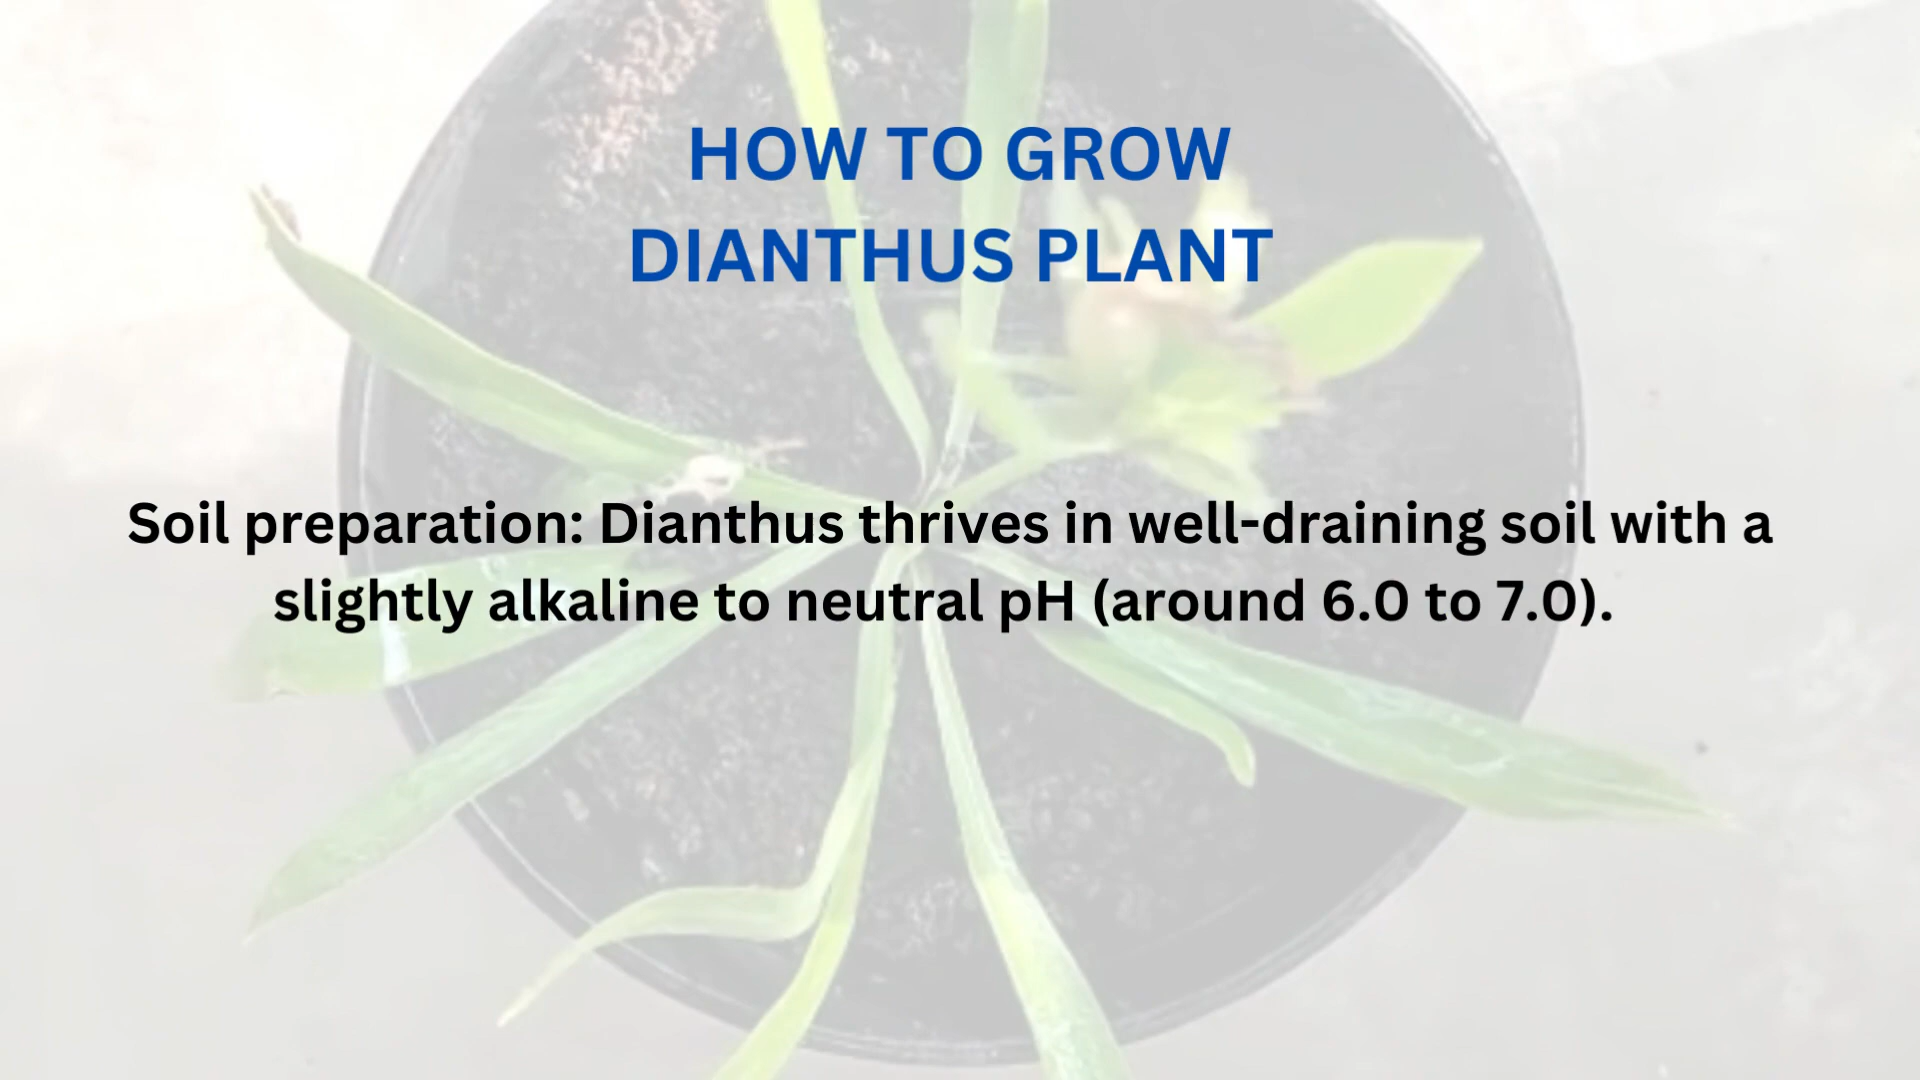 HOW TO GROW
DIANTHUS PLANT
Soil preparation: Dianthus thrives in well-draining soil with a
slightly alkaline to neutral pH (around 6.0 to 7.0).